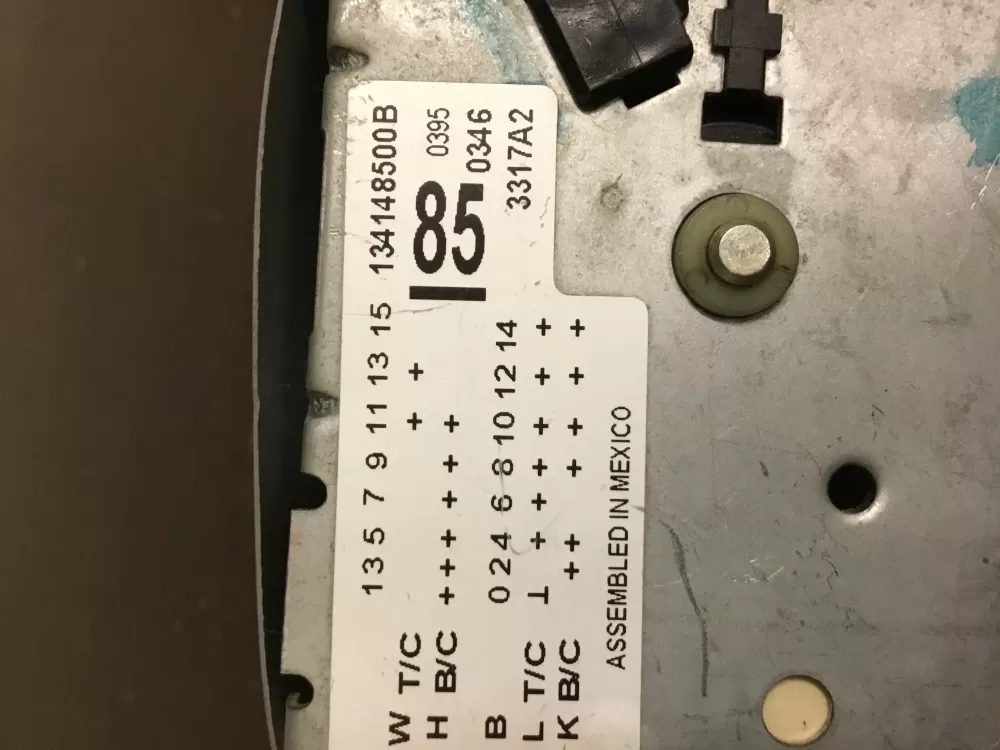 1 3 5 7 9 11 13 15 134148500B
W T/C + +
H B/C + + + + + +
185 0395
0346
B 0 2 4 6 8 10 12 14 3317A2
L T/C ⊥ + + + + + +
K B/C + + + + + +
ASSEMBLED IN MEXICO